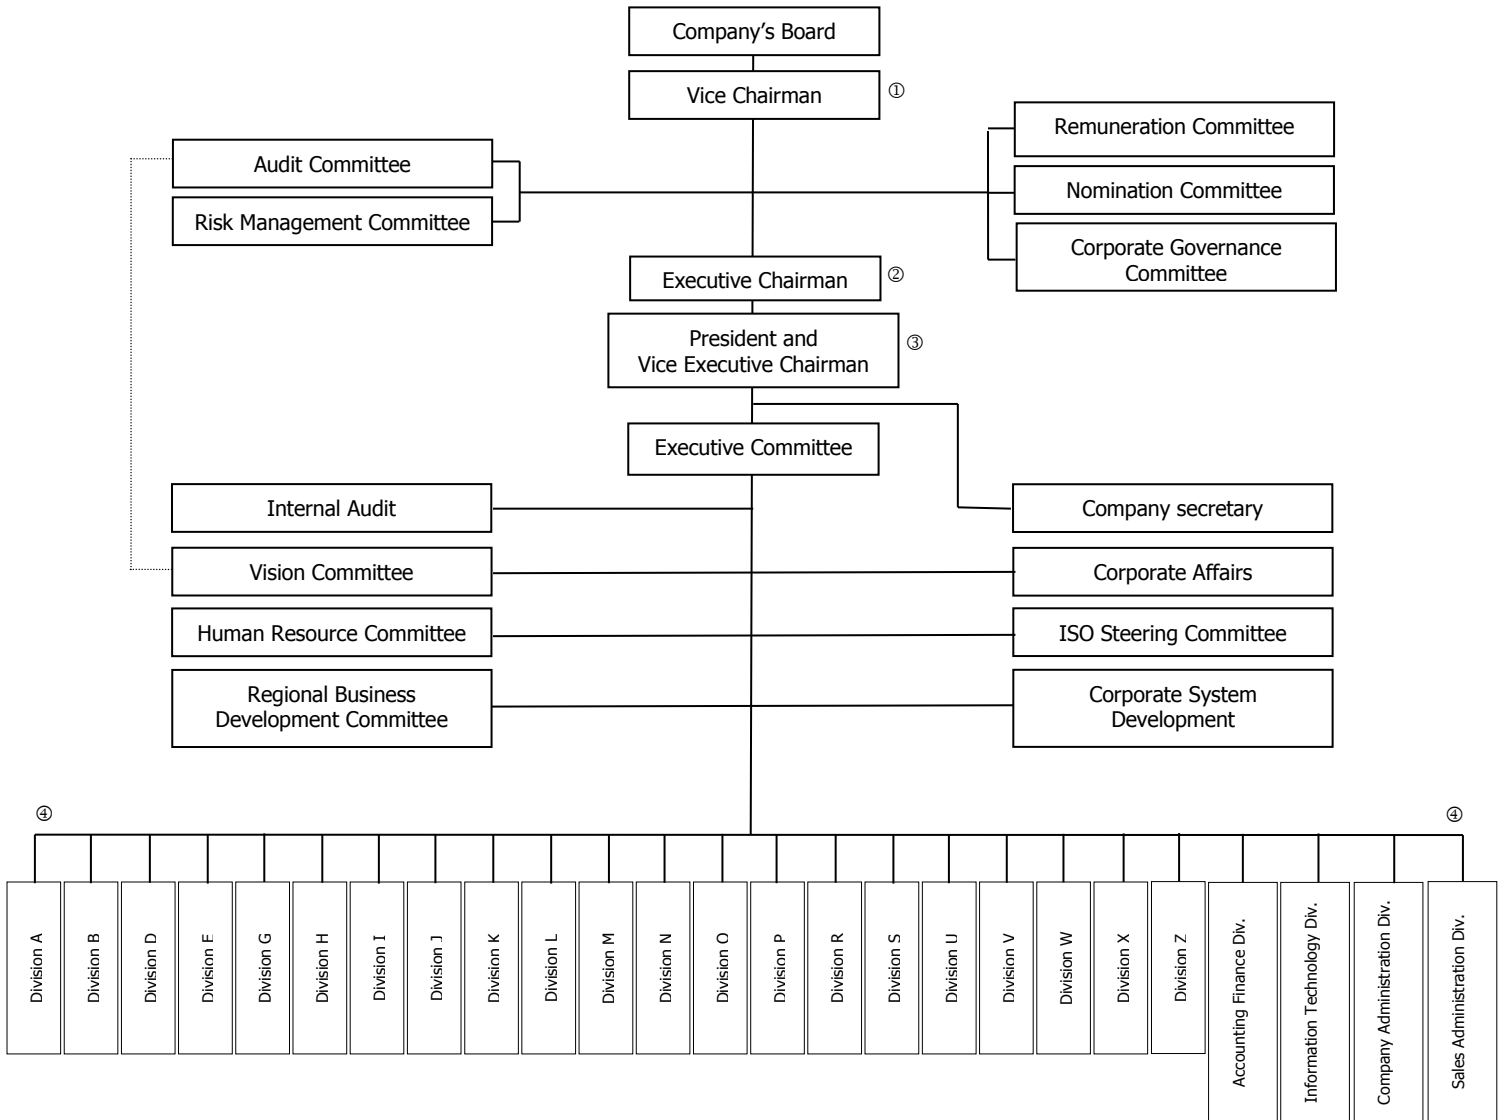 Company’s Board
Vice Chairman
①
Remuneration Committee
Audit Committee
Nomination Committee
Risk Management Committee
Corporate Governance
Committee
Executive Chairman
②
President and
Vice Executive Chairman
③
Executive Committee
Internal Audit
Company secretary
Vision Committee
Corporate Affairs
Human Resource Committee
ISO Steering Committee
Regional Business
Development Committee
Corporate System
Development
④
④
Division A
Division B
Division D
Division E
Division G
Division H
Division I
Division J
Division K
Division L
Division M
Division N
Division O
Division P
Division R
Division S
Division U
Division V
Division W
Division X
Division Z
Accounting Finance Div.
Information Technology Div.
Company Administration Div.
Sales Administration Div.